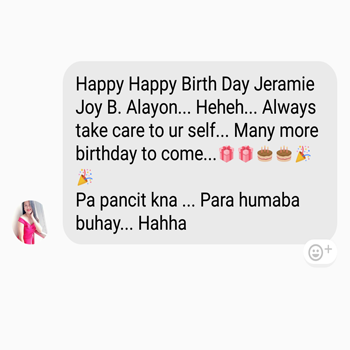 Happy Happy Birth Day Jeramie
Joy B. Alayon... Heheh... Always
take care to ur self... Many more
birthday to come...🎁🎁🎂🎂🎉
🎉
Pa pancit kna ... Para humaba
buhay... Hahha